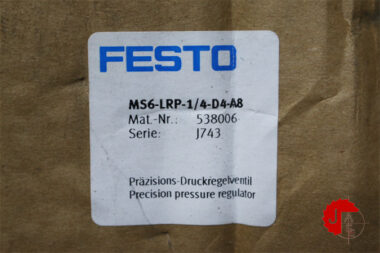 FESTO
MS6-LRP-1/4-D4-A8
Mat.-Nr.: 538006
Serie: J743
Präzisions-Druckregelventil
Precision pressure regulator